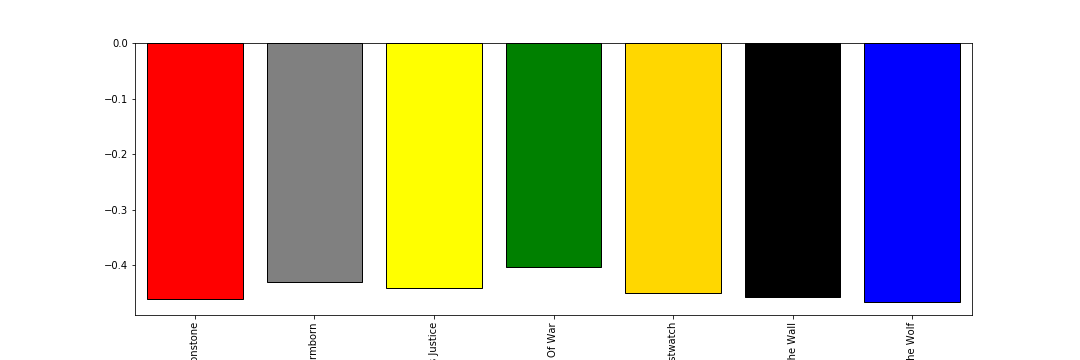 0.0
−0.1
−0.2
−0.3
−0.4
onstone
rmborn
s Justice
Of War
stwatch
he Wall
he Wolf